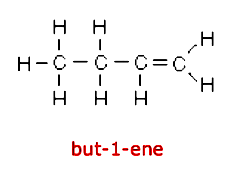 H H H
H–C–C–C=C
H H H H
but-1-ene